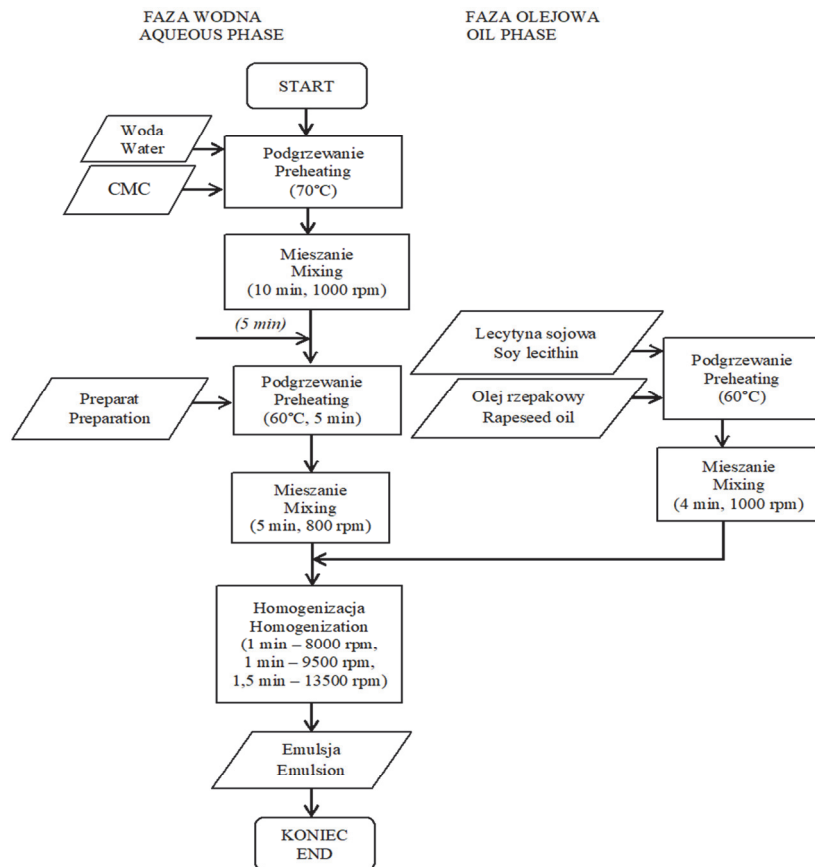 FAZA WODNA
AQUEOUS PHASE
FAZA OLEJOWA
OIL PHASE
START
Woda
Water
CMC
Podgrzewanie
Preheating
(70°C)
Mieszanie
Mixing
(10 min, 1000 rpm)
(5 min)
Preparat
Preparation
Podgrzewanie
Preheating
(60°C, 5 min)
Mieszanie
Mixing
(5 min, 800 rpm)
Lecytyna sojowa
Soy lecithin
Olej rzepakowy
Rapeseed oil
Podgrzewanie
Preheating
(60°C)
Mieszanie
Mixing
(4 min, 1000 rpm)
Homogenizacja
Homogenization
(1 min – 8000 rpm,
1 min – 9500 rpm,
1,5 min – 13500 rpm)
Emulsja
Emulsion
KONIEC
END